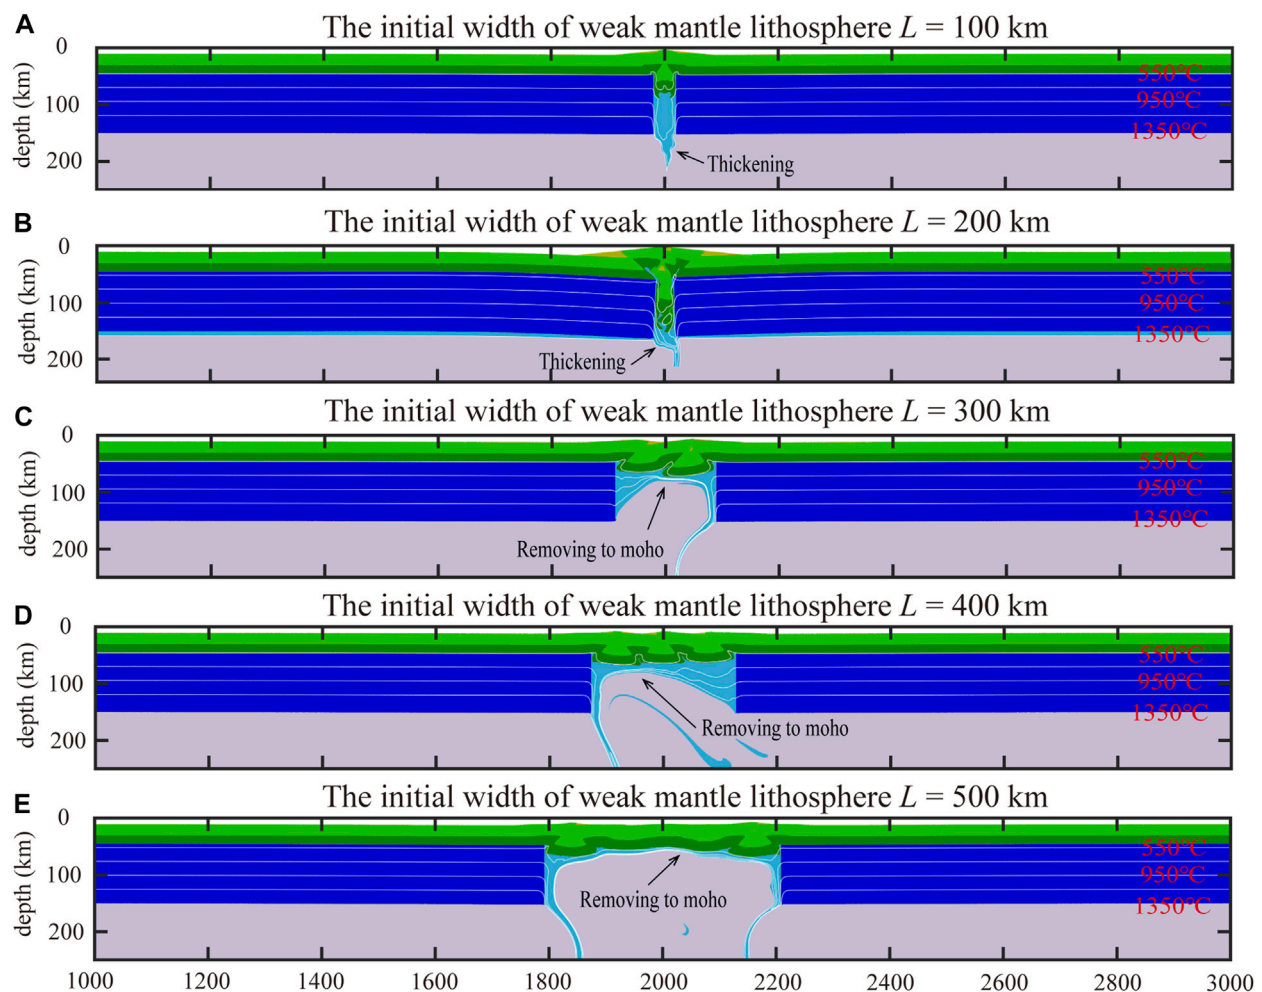 A The initial width of weak mantle lithosphere L = 100 km
0
550℃
100
950℃
1350℃
200
depth (km)
Thickening
B The initial width of weak mantle lithosphere L = 200 km
0
550℃
100
950℃
1350℃
200
depth (km)
Thickening
C The initial width of weak mantle lithosphere L = 300 km
0
550℃
100
950℃
1350℃
200
depth (km)
Removing to moho
D The initial width of weak mantle lithosphere L = 400 km
0
550℃
100
950℃
1350℃
200
depth (km)
Removing to moho
E The initial width of weak mantle lithosphere L = 500 km
0
550℃
100
950℃
1350℃
200
depth (km)
Removing to moho
1000 1200 1400 1600 1800 2000 2200 2400 2600 2800 3000